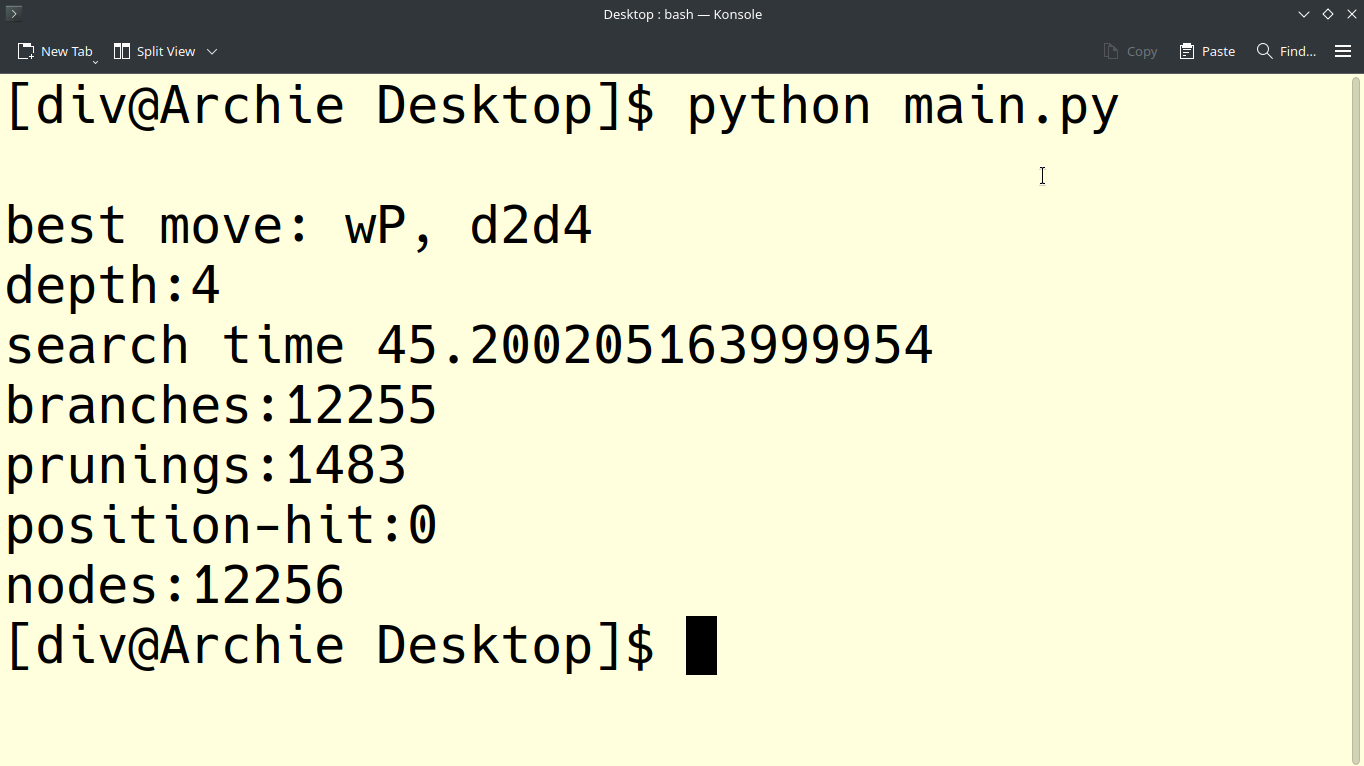 Desktop : bash — Konsole
New Tab Split View Copy Paste Find...
[div@Archie Desktop]$ python main.py
best move: wP, d2d4
depth:4
search time 45.200205163999954
branches:12255
prunings:1483
position-hit:0
nodes:12256
[div@Archie Desktop]$